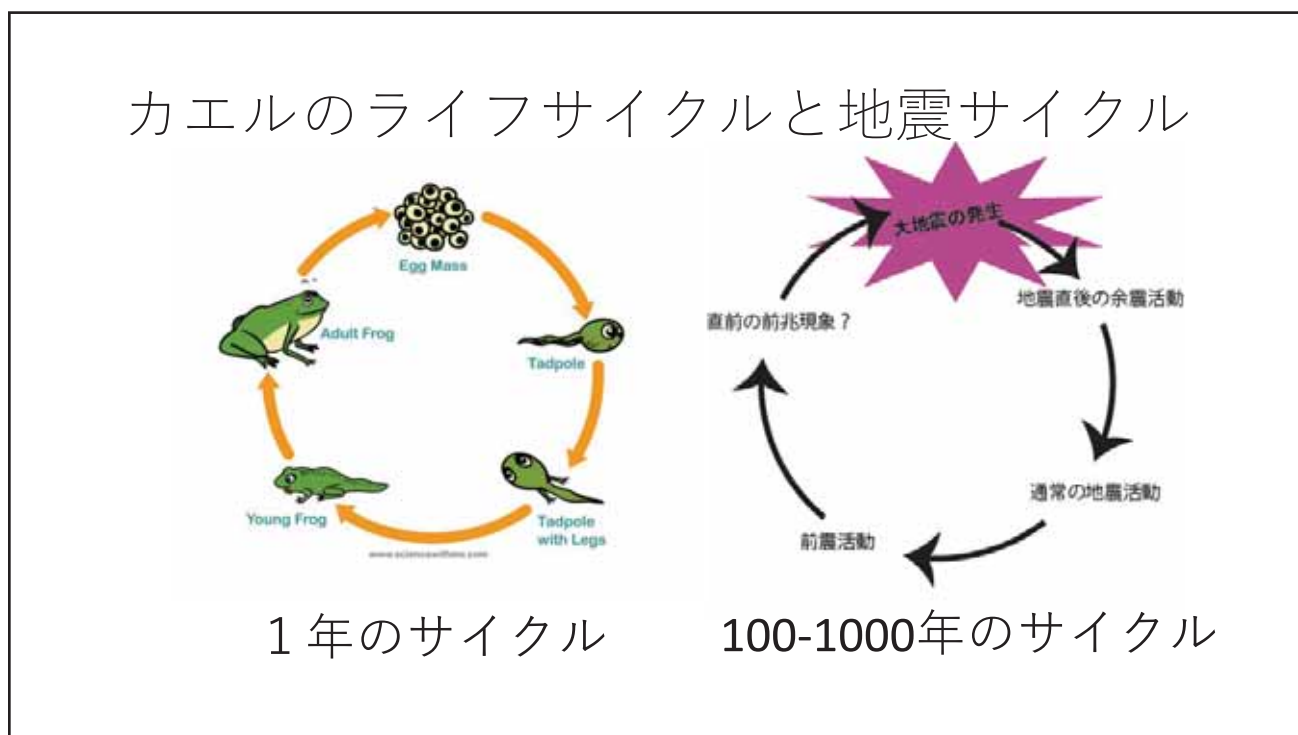 カエルのライフサイクルと地震サイクル
Egg Mass
Tadpole
Tadpole
with Legs
Young Frog
Adult Frog
www.sciencewithme.com
1年のサイクル
大地震の発生
地震直後の余震活動
通常の地震活動
前震活動
直前の前兆現象?
100-1000年のサイクル